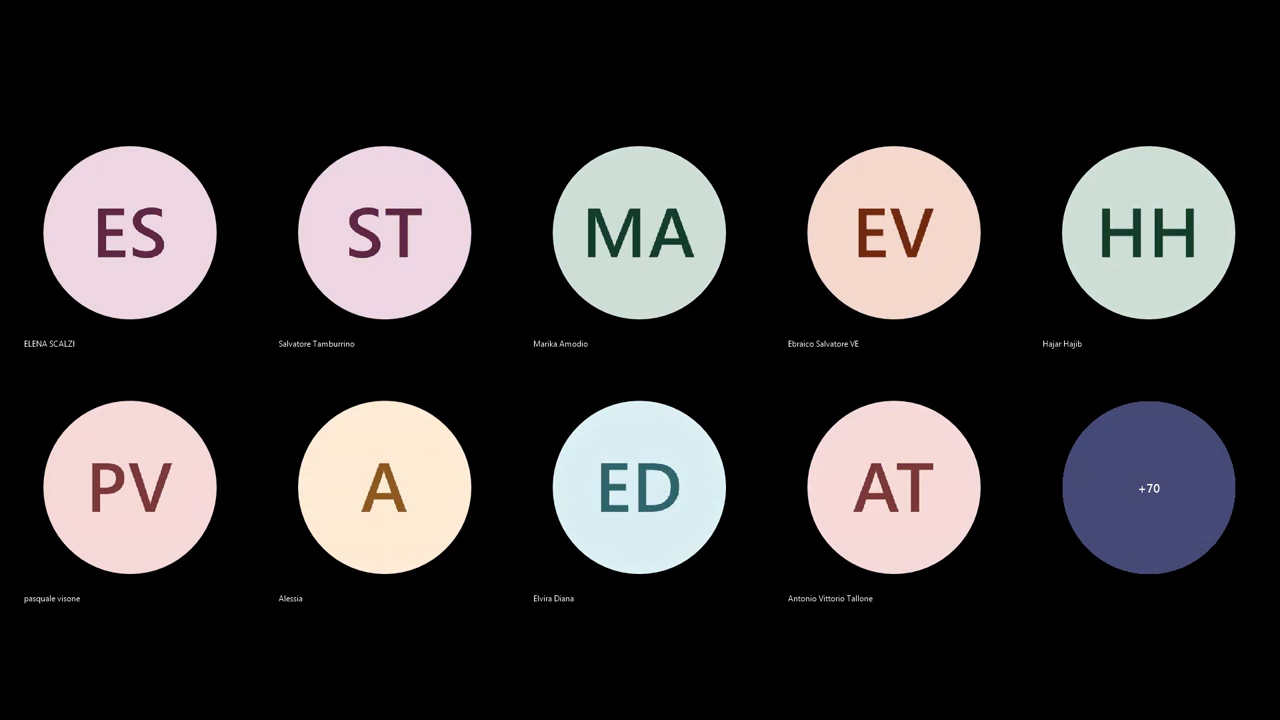 ES
ST
MA
EV
HH
ELENA SCALZI
Salvatore Tamburrino
Marika Amodio
Ebraico Salvatore VE
Hajar Hajib
PV
A
ED
AT
+70
pasquale visone
Alessia
Elvira Diana
Antonio Vittorio Tallone